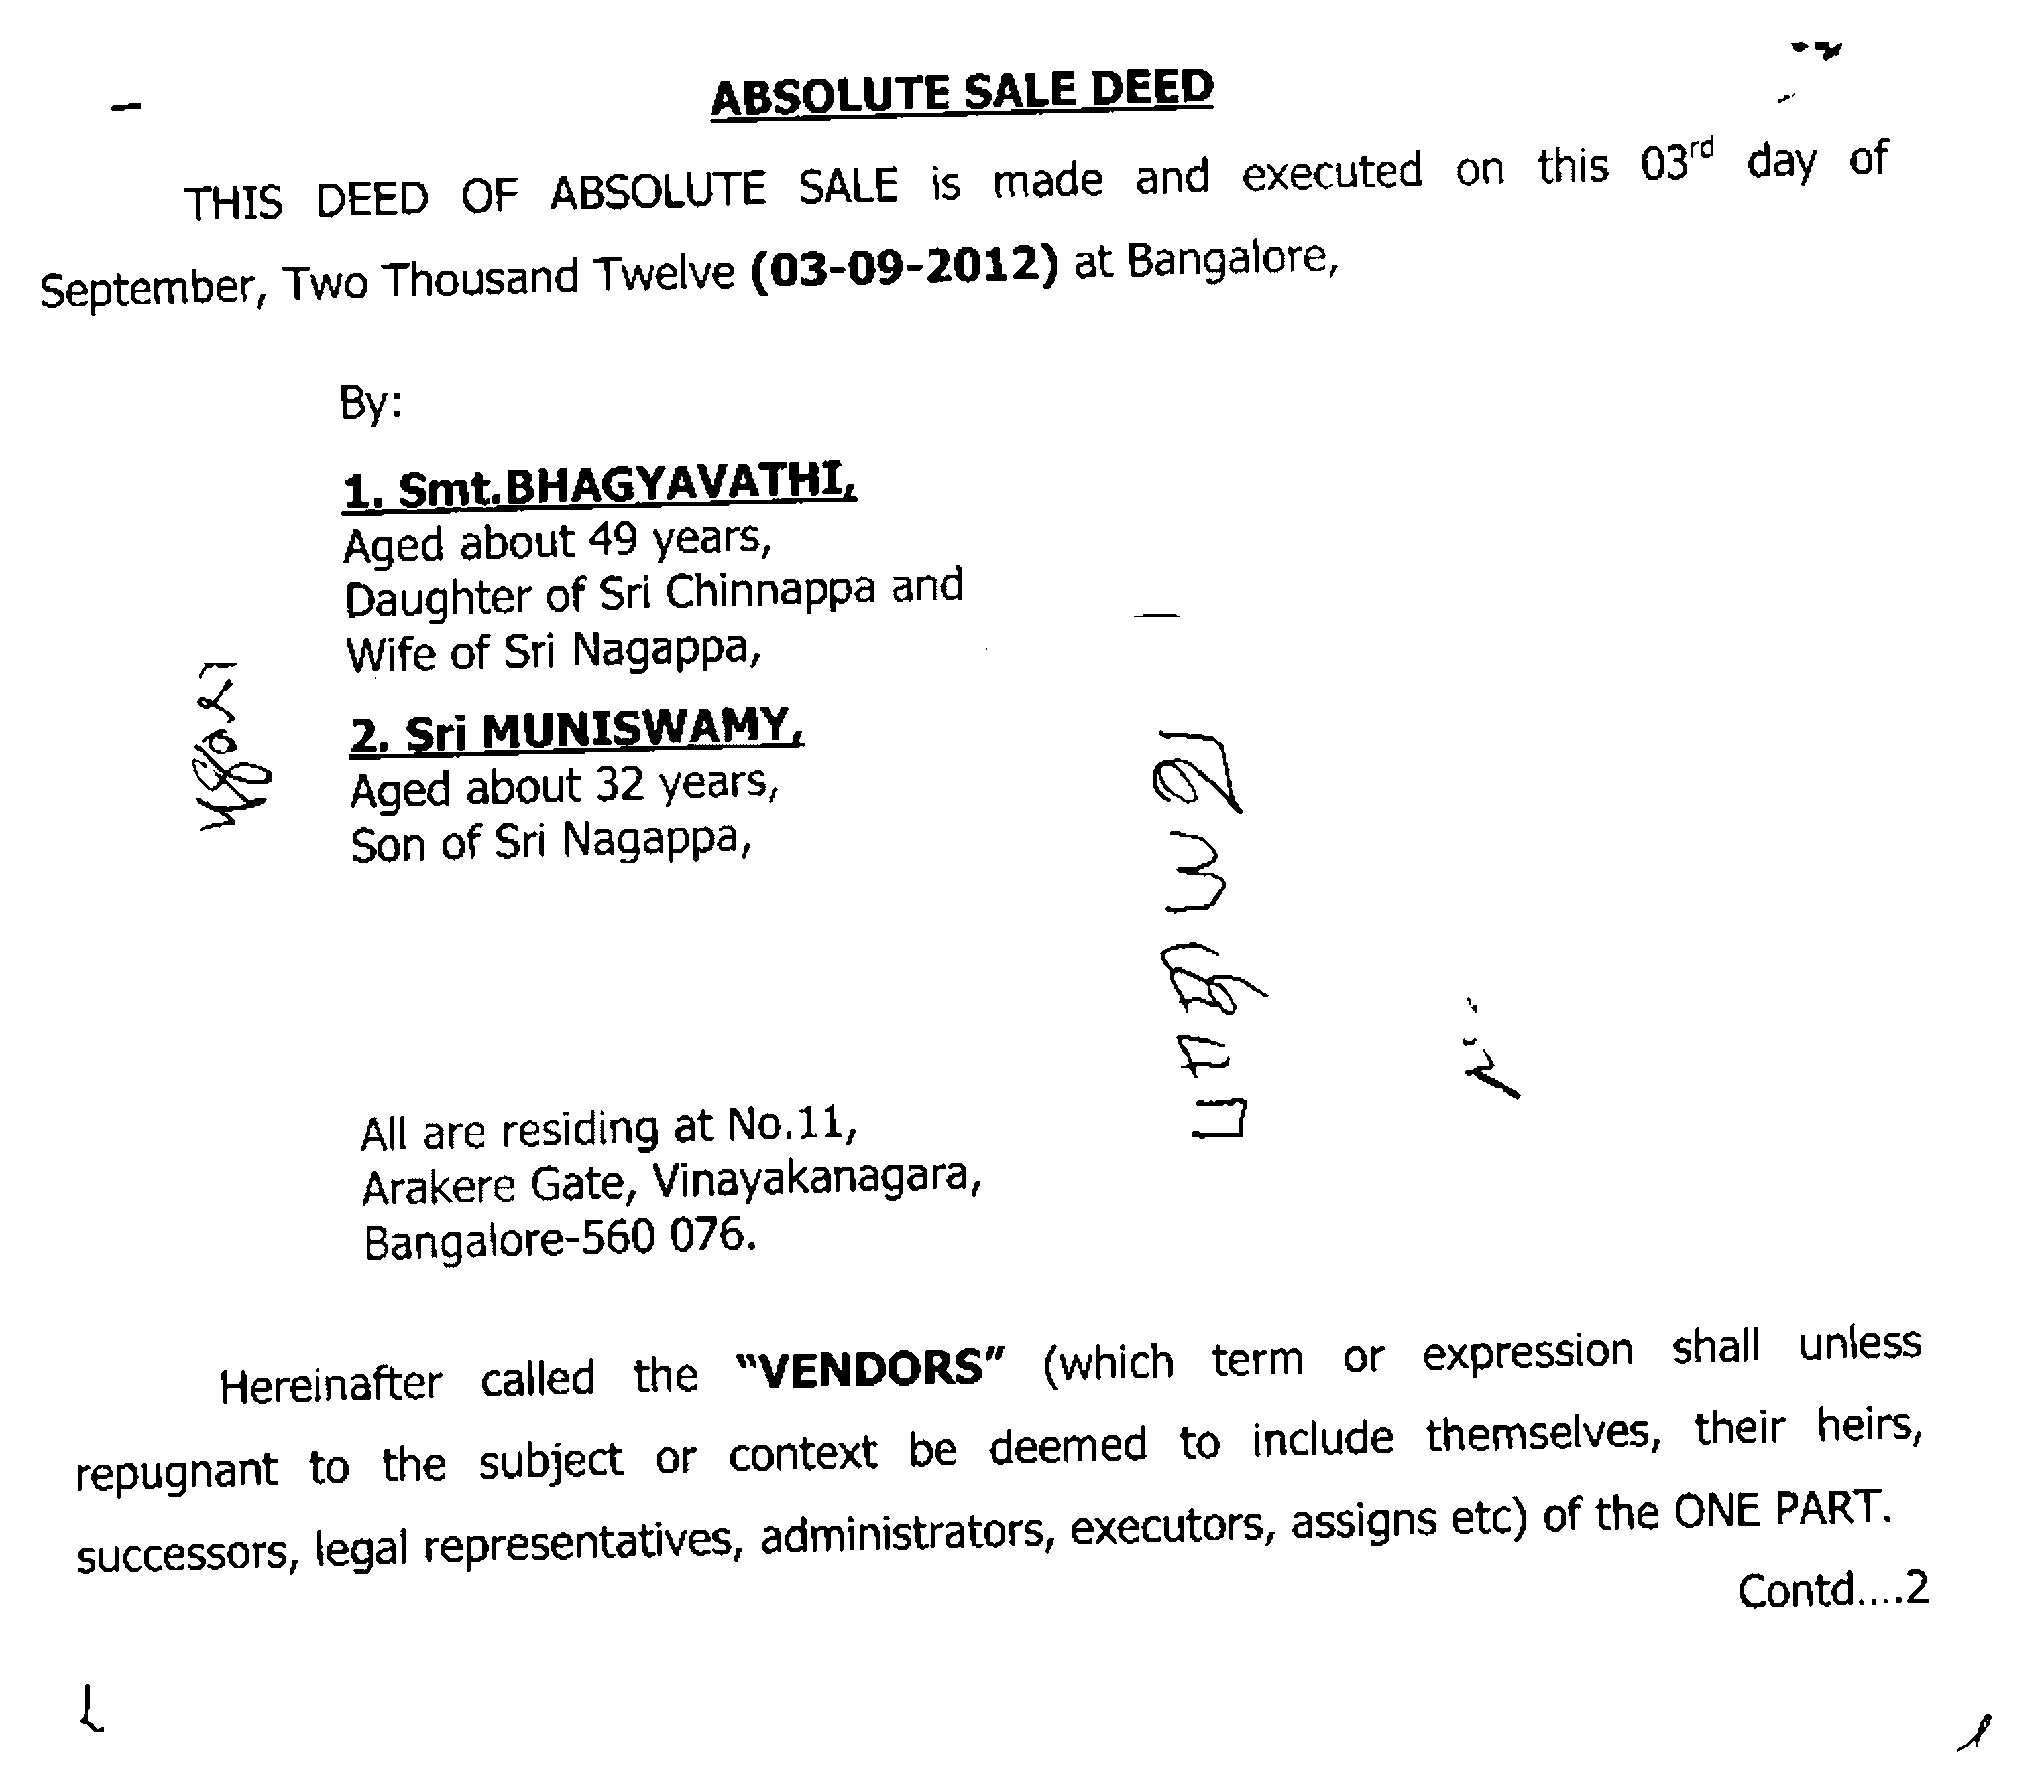 ABSOLUTE SALE DEED
THIS DEED OF ABSOLUTE SALE is made and executed on this 03rd day of
September, Two Thousand Twelve (03-09-2012) at Bangalore,
By:
1. Smt.BHAGYAVATHI,
Aged about 49 years,
Daughter of Sri Chinnappa and
Wife of Sri Nagappa,
2. Sri MUNISWAMY,
Aged about 32 years,
Son of Sri Nagappa,
All are residing at No.11,
Arakere Gate, Vinayakanagara,
Bangalore-560 076.
Hereinafter called the "VENDORS" (which term or expression shall unless
repugnant to the subject or context be deemed to include themselves, their heirs,
successors, legal representatives, administrators, executors, assigns etc) of the ONE PART.
Contd....2